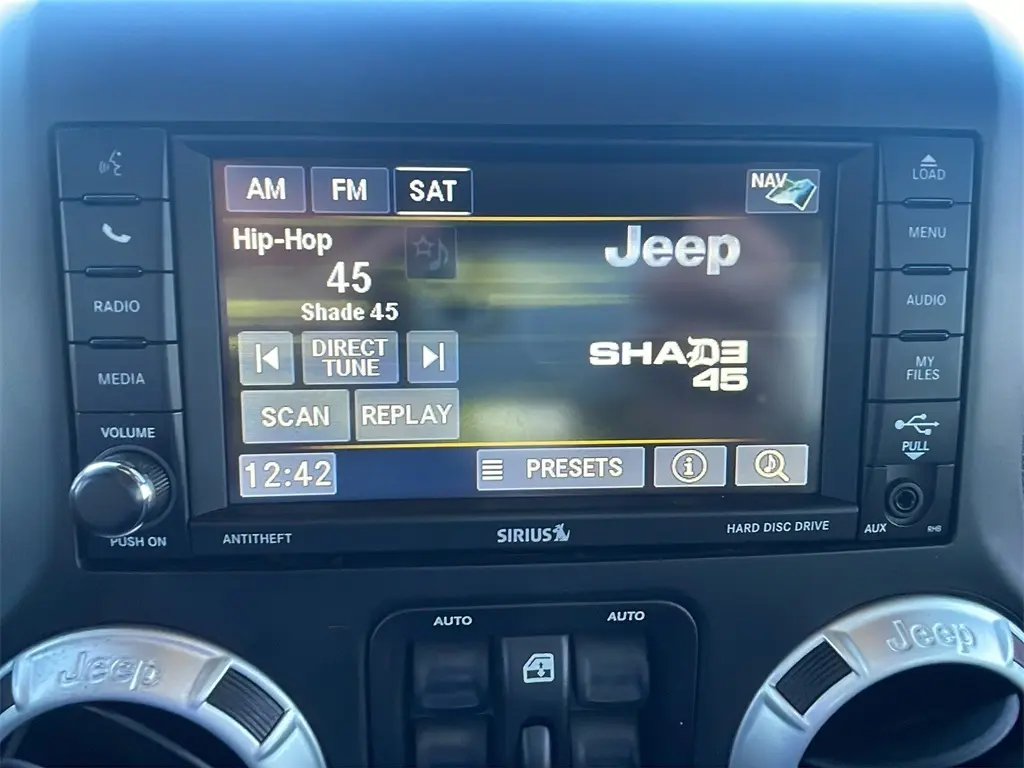 AM FM SAT NAV
Hip-Hop
45
Shade 45
Jeep
DIRECT
TUNE
SHADE
45
SCAN REPLAY
12:42 PRESETS
RADIO
MEDIA
VOLUME
PUSH ON
ANTITHEFT
SIRIUS
HARD DISC DRIVE
LOAD
MENU
AUDIO
MY
FILES
PULL
AUX RHB
AUTO AUTO
Jeep
Jeep